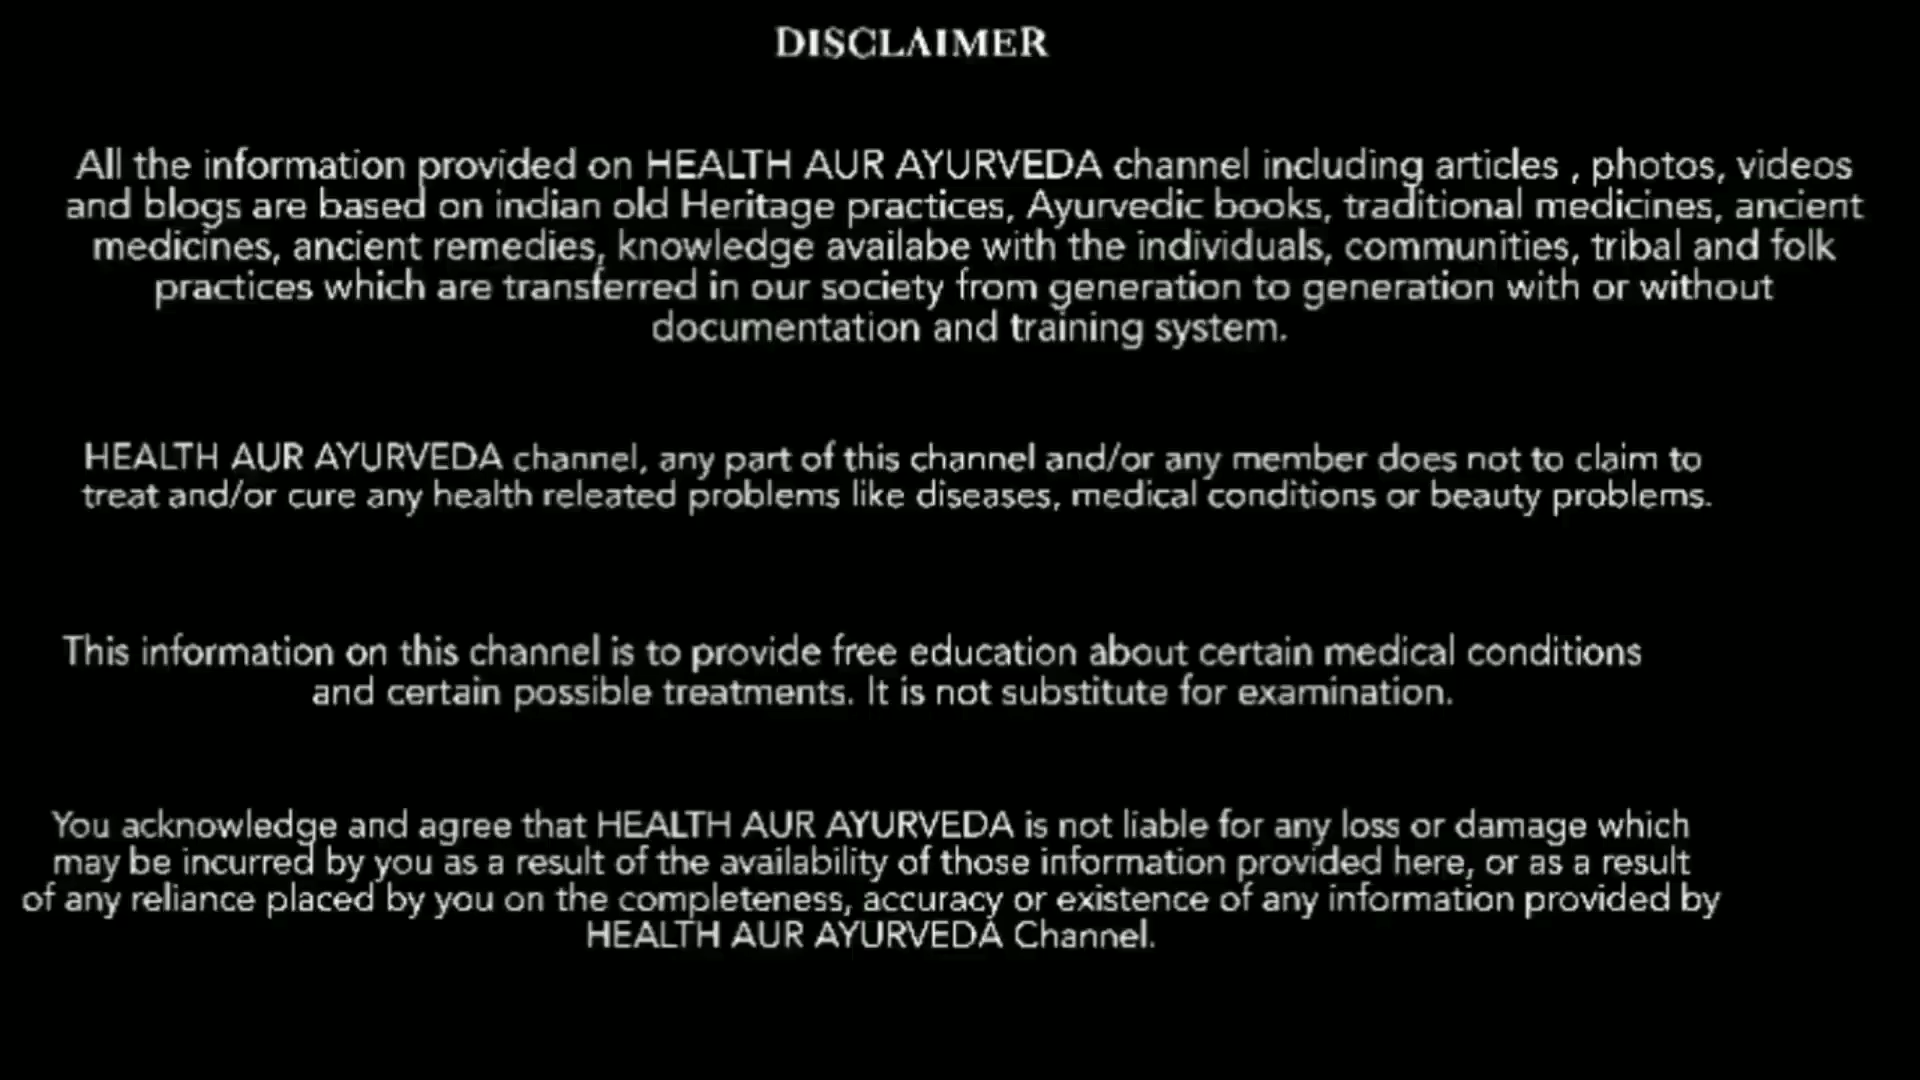 DISCLAIMER
All the information provided on HEALTH AUR AYURVEDA channel including articles , photos, videos
and blogs are based on indian old Heritage practices, Ayurvedic books, traditional medicines, ancient
medicines, ancient remedies, knowledge availabe with the individuals, communities, tribal and folk
practices which are transferred in our society from generation to generation with or without
documentation and training system.
HEALTH AUR AYURVEDA channel, any part of this channel and/or any member does not to claim to
treat and/or cure any health releated problems like diseases, medical conditions or beauty problems.
This information on this channel is to provide free education about certain medical conditions
and certain possible treatments. It is not substitute for examination.
You acknowledge and agree that HEALTH AUR AYURVEDA is not liable for any loss or damage which
may be incurred by you as a result of the availability of those information provided here, or as a result
of any reliance placed by you on the completeness, accuracy or existence of any information provided by
HEALTH AUR AYURVEDA Channel.